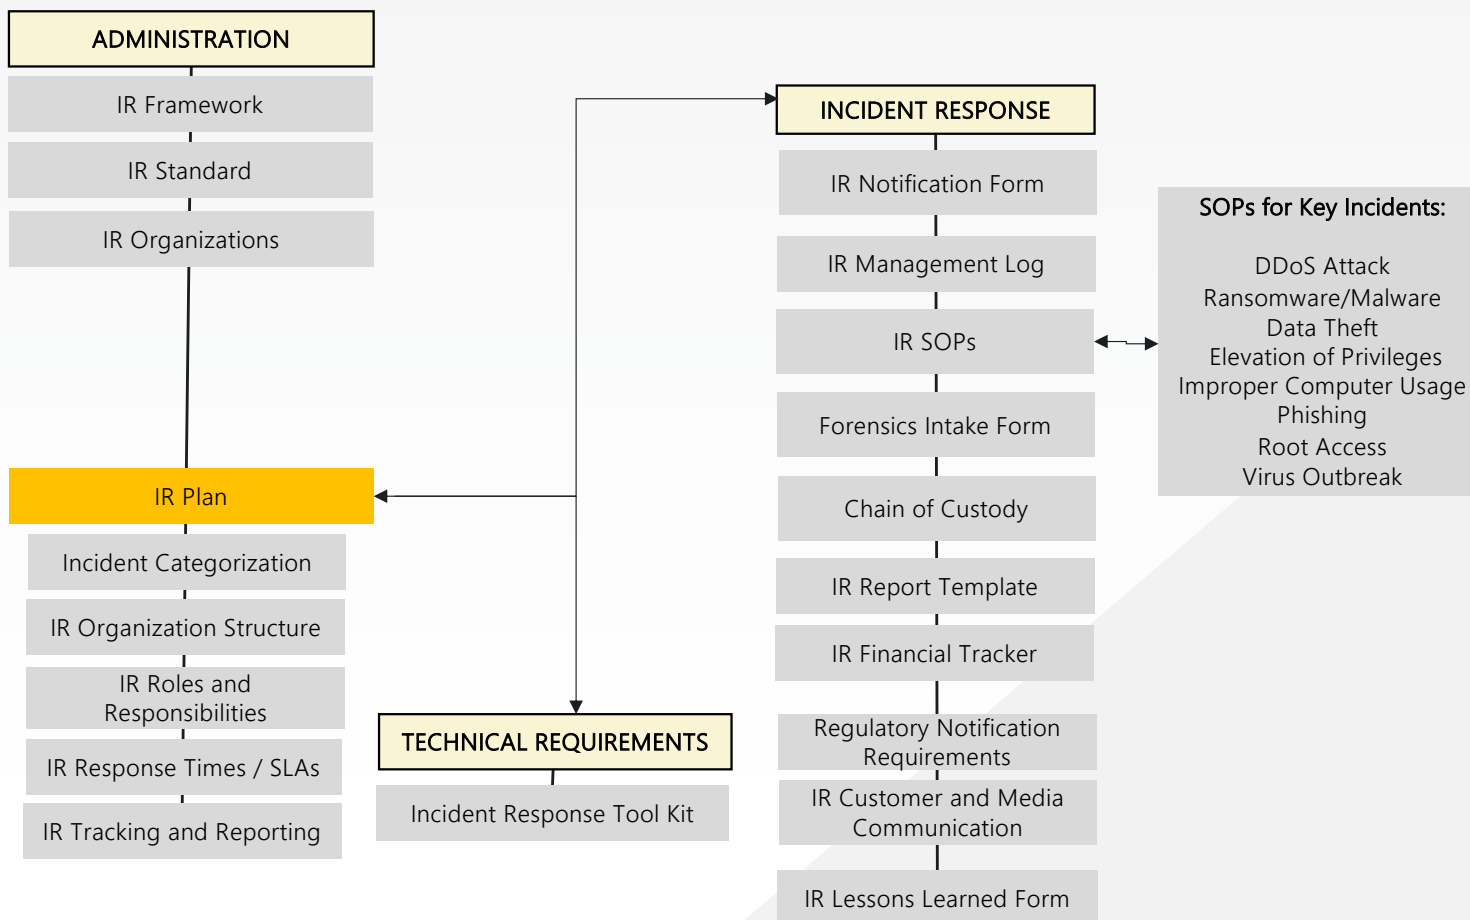 ADMINISTRATION
IR Framework
IR Standard
IR Organizations
IR Plan
Incident Categorization
IR Organization Structure
IR Roles and
Responsibilities
IR Response Times / SLAs
IR Tracking and Reporting
TECHNICAL REQUIREMENTS
Incident Response Tool Kit
INCIDENT RESPONSE
IR Notification Form
IR Management Log
IR SOPs
Forensics Intake Form
Chain of Custody
IR Report Template
IR Financial Tracker
Regulatory Notification
Requirements
IR Customer and Media
Communication
IR Lessons Learned Form
SOPs for Key Incidents:
DDoS Attack
Ransomware/Malware
Data Theft
Elevation of Privileges
Improper Computer Usage
Phishing
Root Access
Virus Outbreak